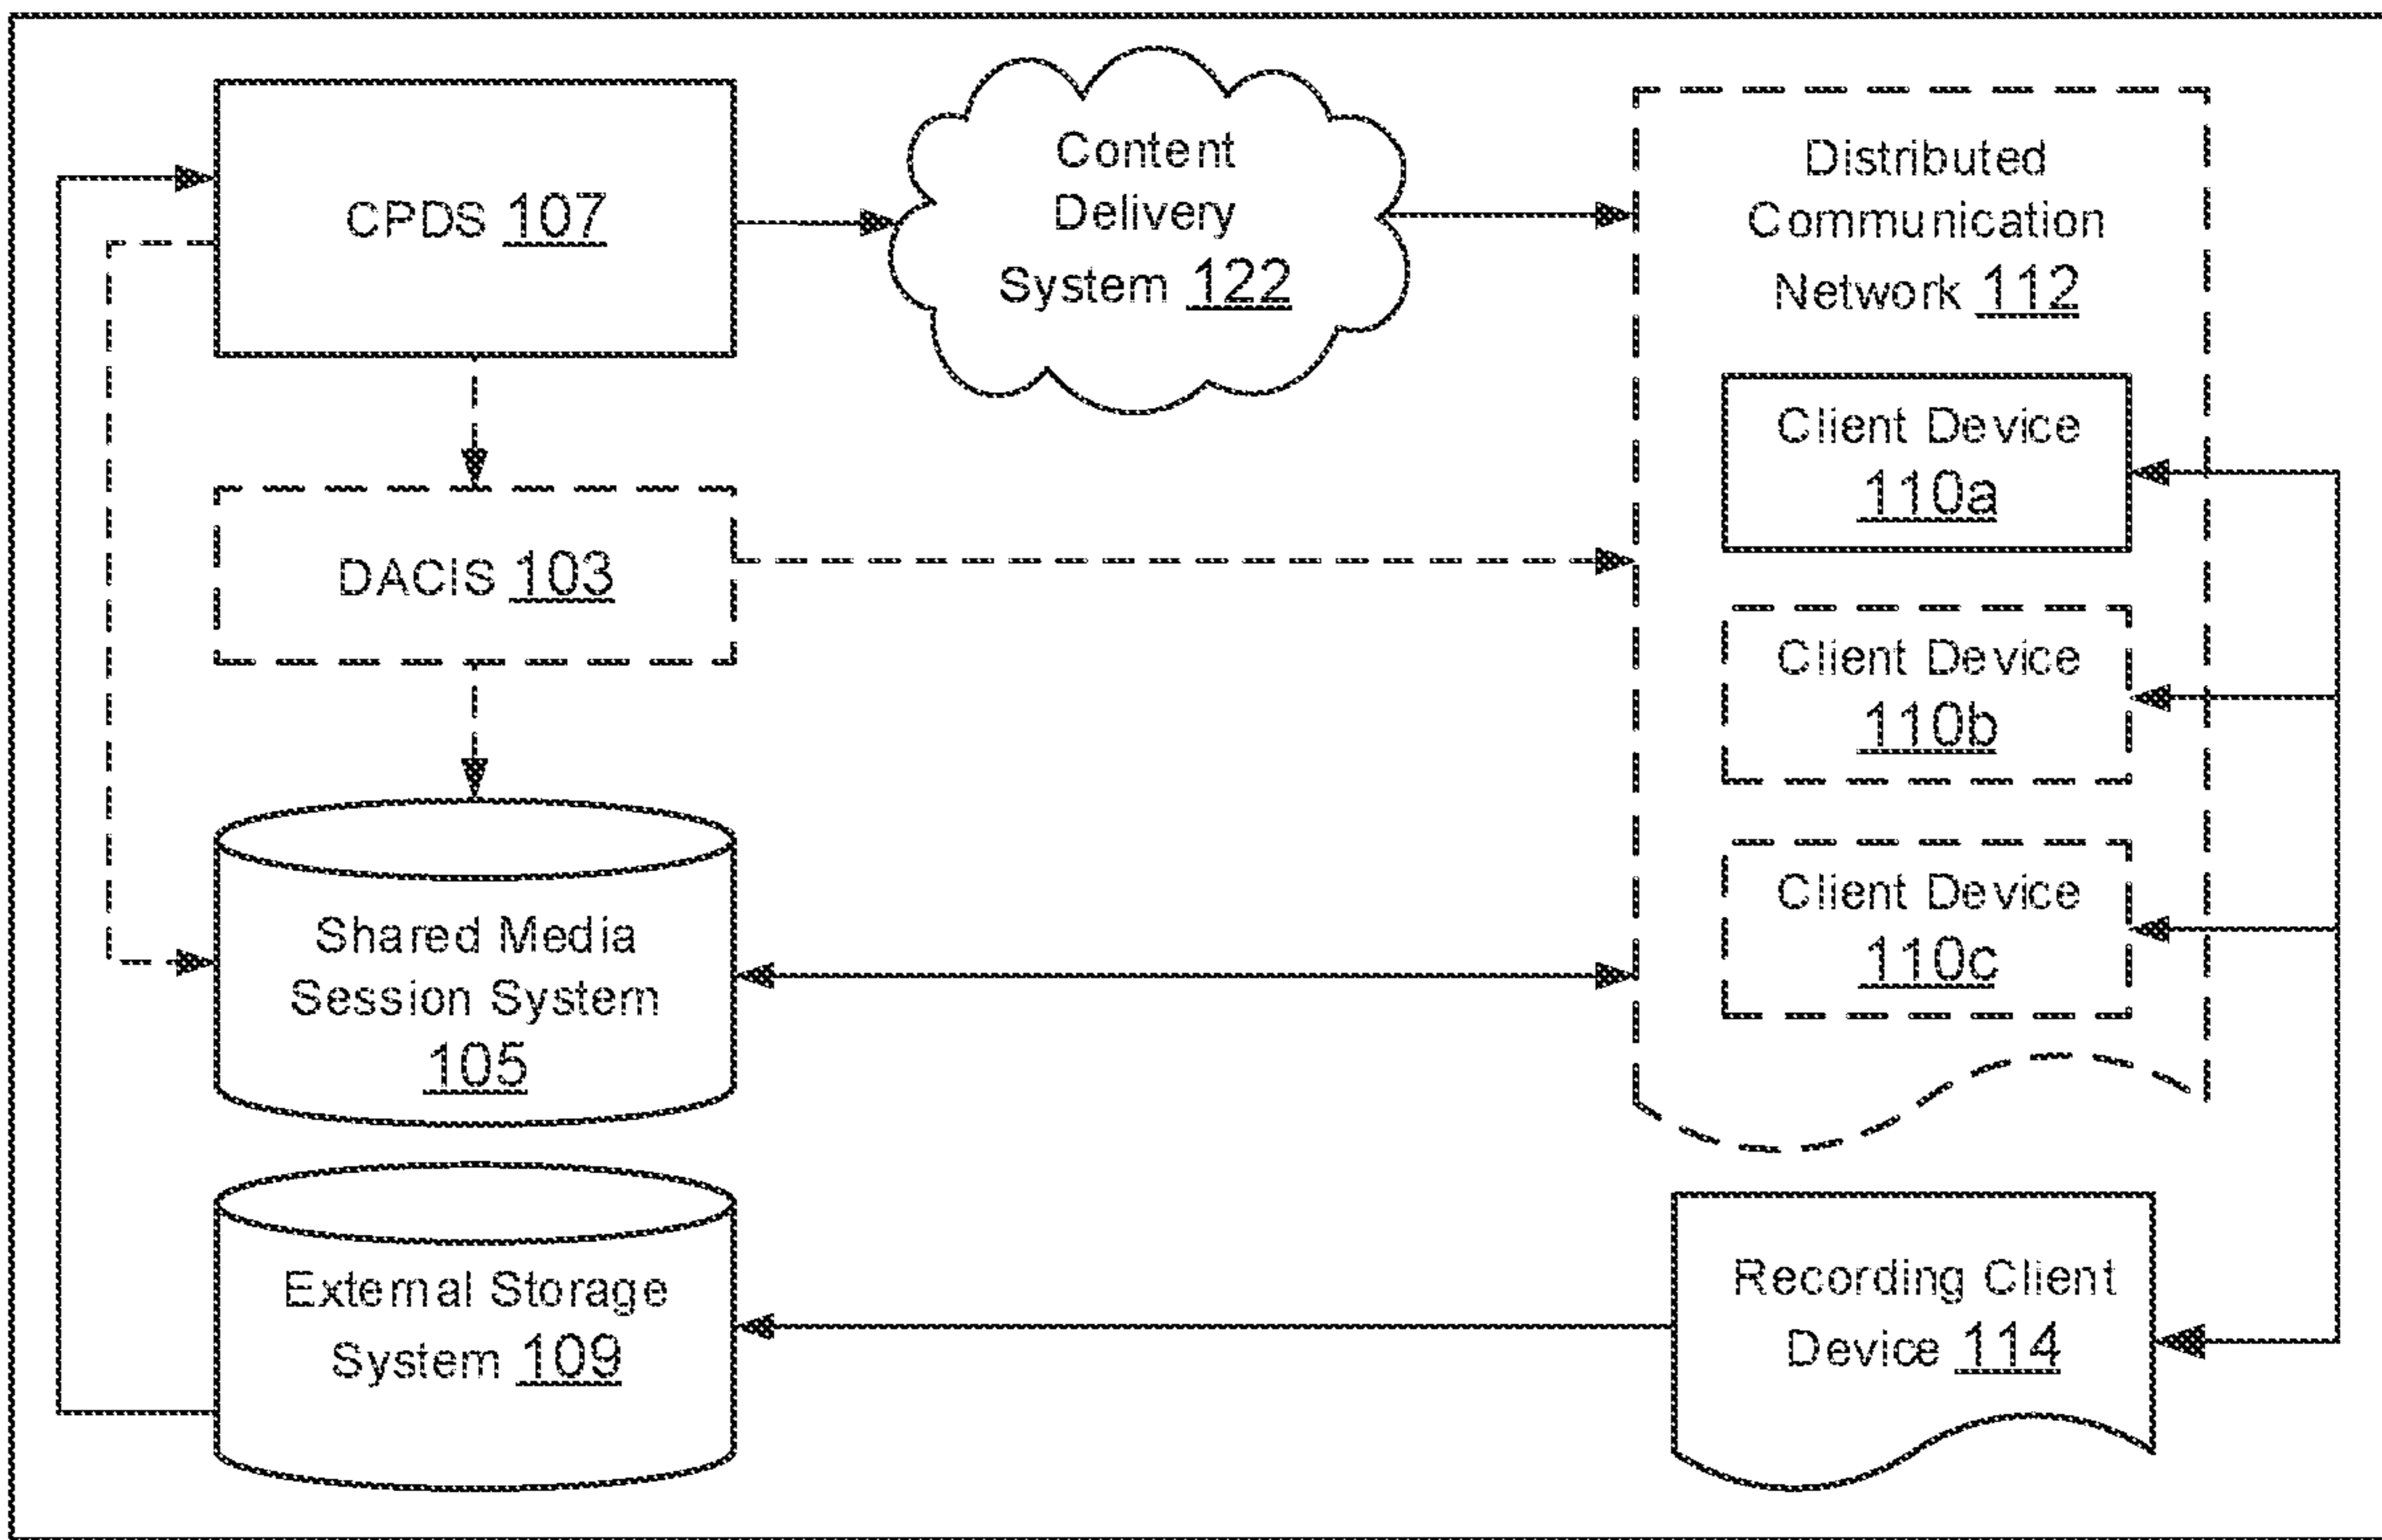 CPDS 107
Content
Delivery
System 122
Distributed
Communication
Network 112
Client Device
110a
DACIS 103
Client Device
110b
Client Device
110c
Shared Media
Session System
105
External Storage
System 109
Recording Client
Device 114